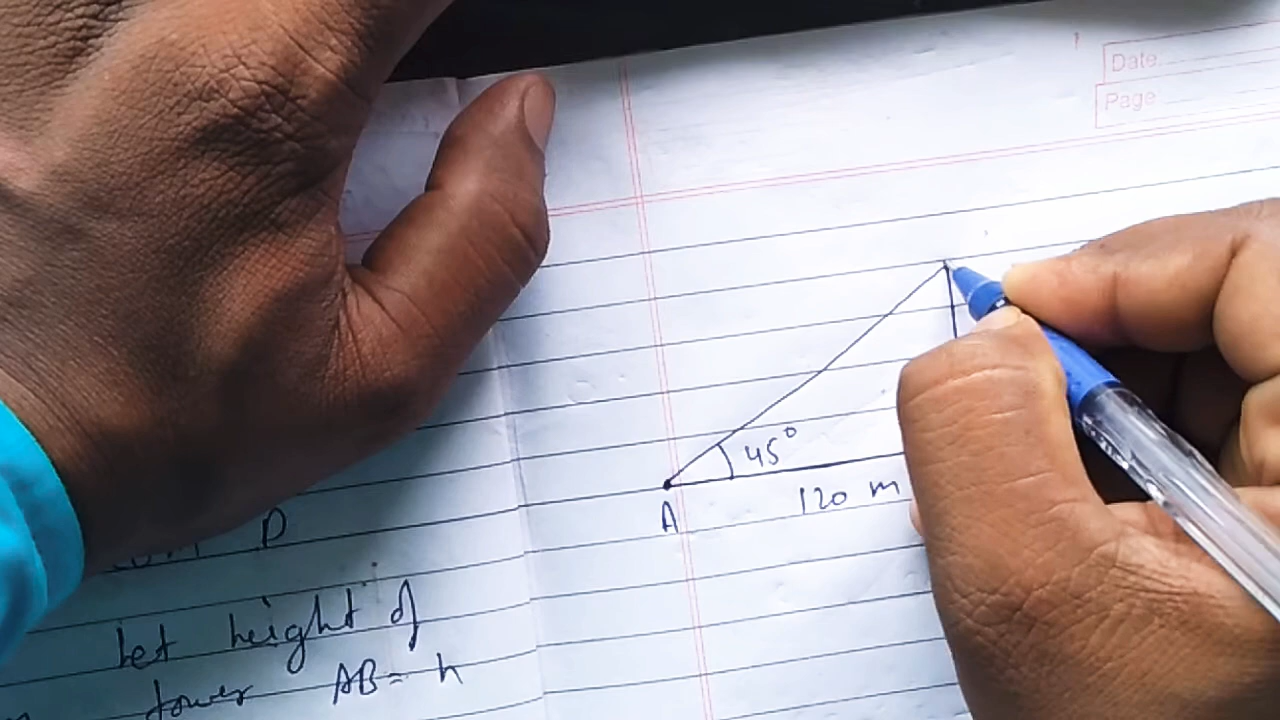 Date
Page
45°
120 m
A
D
Let height of
tower AB = h